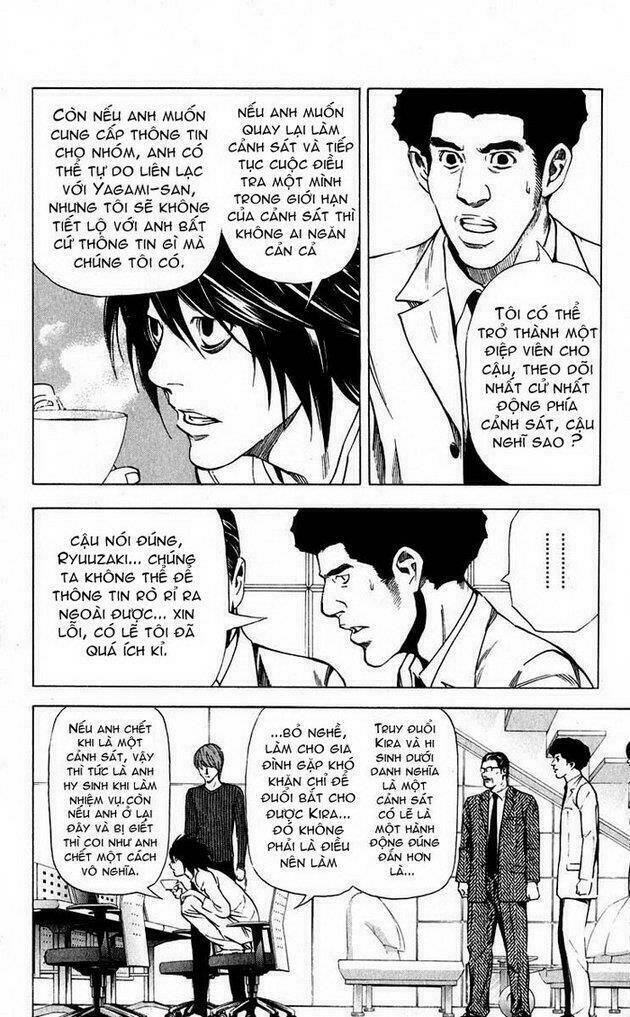 TÔI CÓ THỂ
TRỞ THÀNH MỘT
ĐIỆP VIÊN CHO
CẬU, THEO DÕI
NHẤT CỬ NHẤT
ĐỘNG PHÍA
CẢNH SÁT, CẬU
NGHĨ SAO ?
NẾU ANH MUỐN
QUAY LẠI LÀM
CẢNH SÁT VÀ TIẾP
TỤC CUỘC ĐIỀU
TRA MỘT MÌNH
TRONG GIỚI HẠN
CỦA CẢNH SÁT THÌ
KHÔNG AI NGĂN
CẢN CẢ
CÒN NẾU ANH MUỐN
CUNG CẤP THÔNG TIN
CHO NHÓM, ANH CÓ
THỂ TỰ DO LIÊN LẠC
VỚI YAGAMI-SAN,
NHƯNG TÔI SẼ KHÔNG
TIẾT LỘ VỚI ANH BẤT
CỨ THÔNG TIN GÌ MÀ
CHÚNG TÔI CÓ.
......
CẬU NÓI ĐÚNG,
RYUUZAKI... CHÚNG
TA KHÔNG THỂ ĐỂ
THÔNG TIN RÒ RỈ RA
NGOÀI ĐƯỢC... XIN
LỖI, CÓ LẼ TÔI ĐÃ
QUÁ ÍCH KỈ.
TRUY ĐUỔI
KIRA VÀ HI
SINH DƯỚI
DANH NGHĨA
LÀ MỘT
CẢNH SÁT
CÓ LẼ LÀ
MỘT HÀNH
ĐỘNG ĐÚNG
ĐẮN HƠN
LÀ...
...BỎ NGHỀ,
LÀM CHO GIA
ĐÌNH GẶP KHÓ
KHĂN CHỈ ĐỂ
ĐUỔI BẮT CHO
ĐƯỢC KIRA...
ĐÓ KHÔNG
PHẢI LÀ ĐIỀU
NÊN LÀM
NẾU ANH CHẾT
KHI LÀ MỘT
CẢNH SÁT, VẬY
THÌ TỨC LÀ ANH
HY SINH KHI LÀM
NHIỆM VỤ.CÒN
NẾU ANH Ở LẠI
ĐÂY VÀ BỊ GIẾT
THÌ COI NHƯ ANH
CHẾT MỘT CÁCH
VÔ NGHĨA.